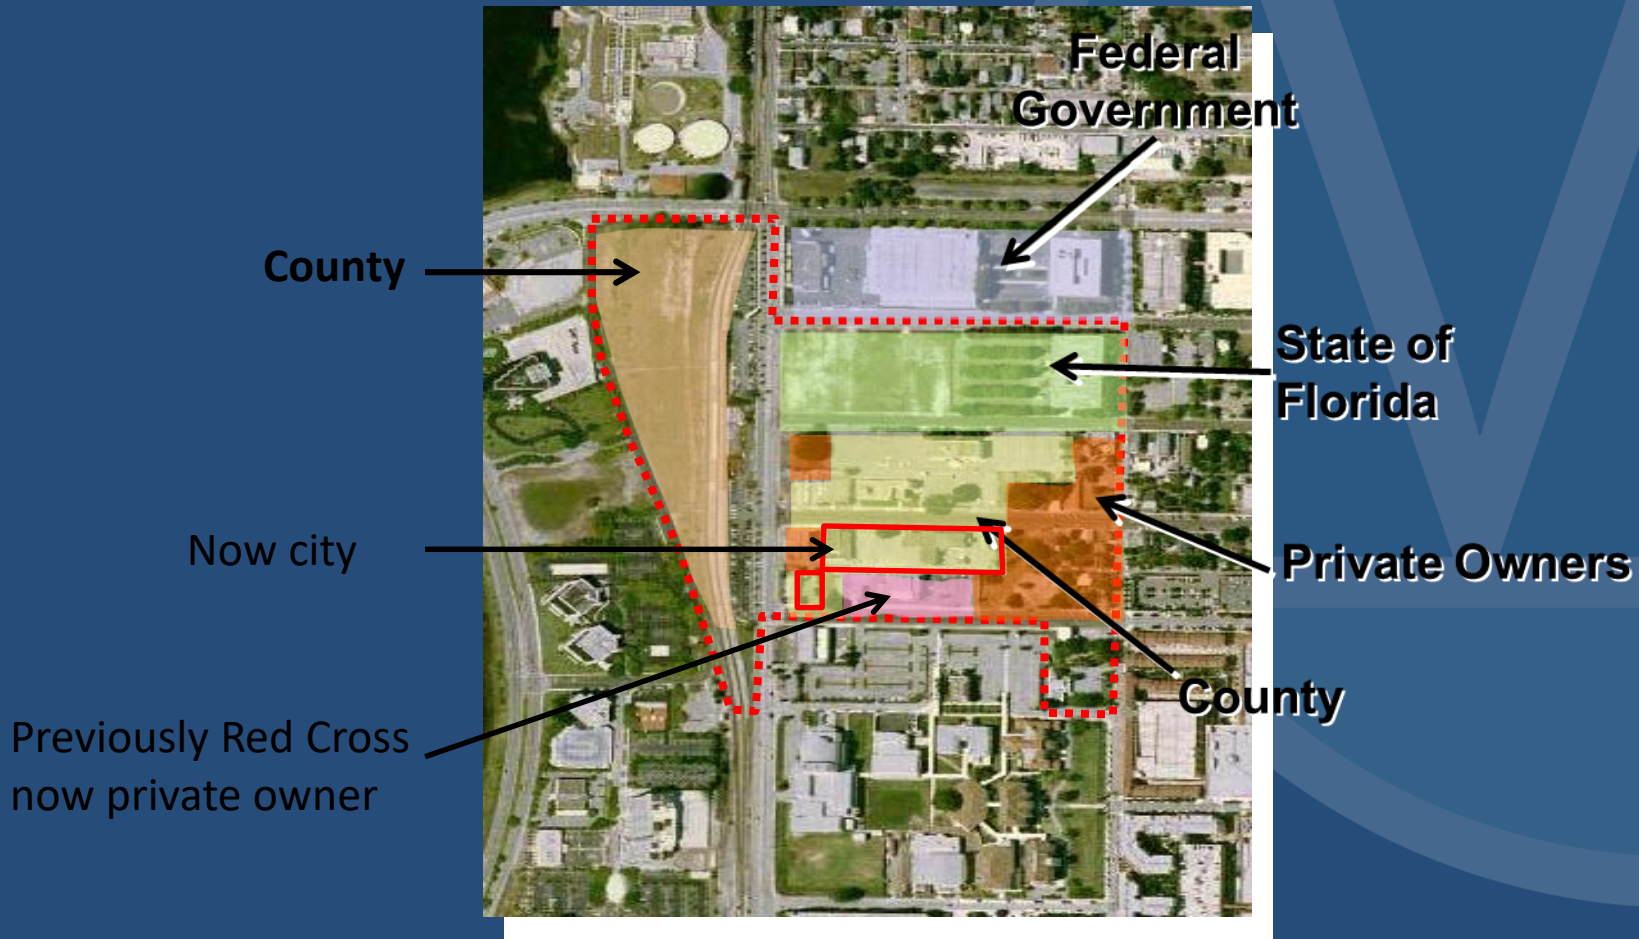 Federal
Government
County
State of
Florida
Now city
Private Owners
County
Previously Red Cross
now private owner